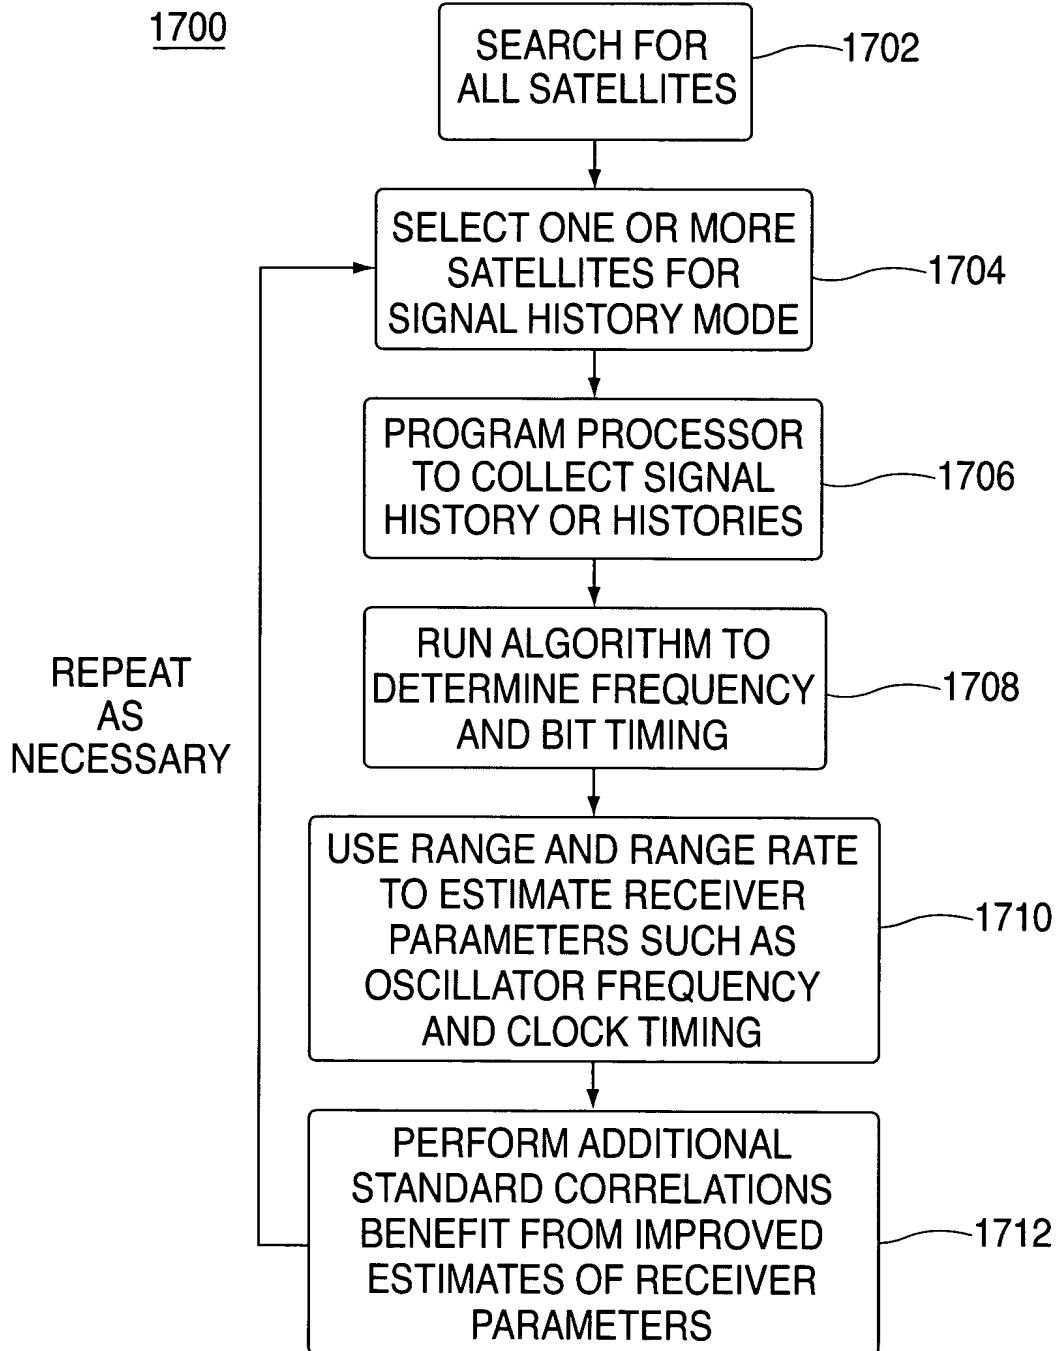 1700
SEARCH FOR
ALL SATELLITES
1702
SELECT ONE OR MORE
SATELLITES FOR
SIGNAL HISTORY MODE
1704
PROGRAM PROCESSOR
TO COLLECT SIGNAL
HISTORY OR HISTORIES
1706
RUN ALGORITHM TO
DETERMINE FREQUENCY
AND BIT TIMING
1708
REPEAT
AS
NECESSARY
USE RANGE AND RANGE RATE
TO ESTIMATE RECEIVER
PARAMETERS SUCH AS
OSCILLATOR FREQUENCY
AND CLOCK TIMING
1710
PERFORM ADDITIONAL
STANDARD CORRELATIONS
BENEFIT FROM IMPROVED
ESTIMATES OF RECEIVER
PARAMETERS
1712